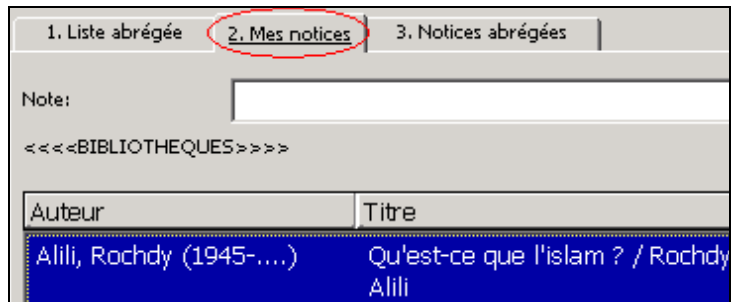 1. Liste abrégée 2. Mes notices 3. Notices abrégées
Note:
<<<<BIBLIOTHEQUES>>>>
Auteur Titre
Alili, Rochdy (1945-....) Qu'est-ce que l'islam ? / Rochdy
Alili